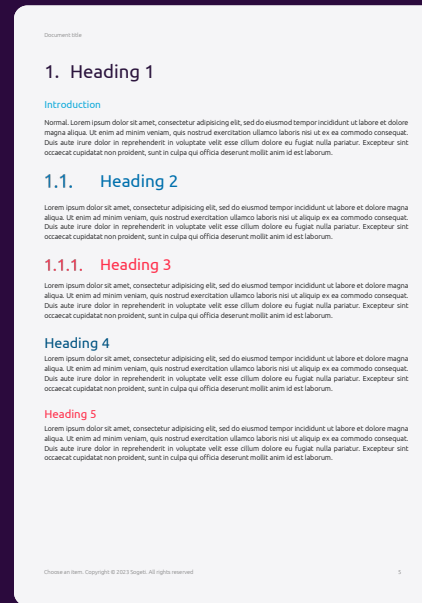 Document title
1. Heading 1
Introduction
Normal. Lorem ipsum dolor sit amet, consectetur adipisicing elit, sed do eiusmod tempor incididunt ut labore et dolore
magna aliqua. Ut enim ad minim veniam, quis nostrud exercitation ullamco laboris nisi ut ex ea commodo consequat.
Duis aute irure dolor in reprehenderit in voluptate velit esse cillum dolore eu fugiat nulla pariatur. Excepteur sint
occaecat cupidatat non proident, sunt in culpa qui officia deserunt mollit anim id est laborum.
1.1. Heading 2
Lorem ipsum dolor sit amet, consectetur adipisicing elit, sed do eiusmod tempor incididunt ut labore et dolore magna
aliqua. Ut enim ad minim veniam, quis nostrud exercitation ullamco laboris nisi ut aliquip ex ea commodo consequat.
Duis aute irure dolor in reprehenderit in voluptate velit esse cillum dolore eu fugiat nulla pariatur. Excepteur sint
occaecat cupidatat non proident, sunt in culpa qui officia deserunt mollit anim id est laborum.
1.1.1. Heading 3
Lorem ipsum dolor sit amet, consectetur adipisicing elit, sed do eiusmod tempor incididunt ut labore et dolore magna
aliqua. Ut enim ad minim veniam, quis nostrud exercitation ullamco laboris nisi ut aliquip ex ea commodo consequat.
Duis aute irure dolor in reprehenderit in voluptate velit esse cillum dolore eu fugiat nulla pariatur. Excepteur sint
occaecat cupidatat non proident, sunt in culpa qui officia deserunt mollit anim id est laborum.
Heading 4
Lorem ipsum dolor sit amet, consectetur adipisicing elit, sed do eiusmod tempor incididunt ut labore et dolore magna
aliqua. Ut enim ad minim veniam, quis nostrud exercitation ullamco laboris nisi ut aliquip ex ea commodo consequat.
Duis aute irure dolor in reprehenderit in voluptate velit esse cillum dolore eu fugiat nulla pariatur. Excepteur sint
occaecat cupidatat non proident, sunt in culpa qui officia deserunt mollit anim id est laborum.
Heading 5
Lorem ipsum dolor sit amet, consectetur adipisicing elit, sed do eiusmod tempor incididunt ut labore et dolore magna
aliqua. Ut enim ad minim veniam, quis nostrud exercitation ullamco laboris nisi ut aliquip ex ea commodo consequat.
Duis aute irure dolor in reprehenderit in voluptate velit esse cillum dolore eu fugiat nulla pariatur. Excepteur sint
occaecat cupidatat non proident, sunt in culpa qui officia deserunt mollit anim id est laborum.
Choose an item. Copyright © 2023 Sogeti. All rights reserved 5